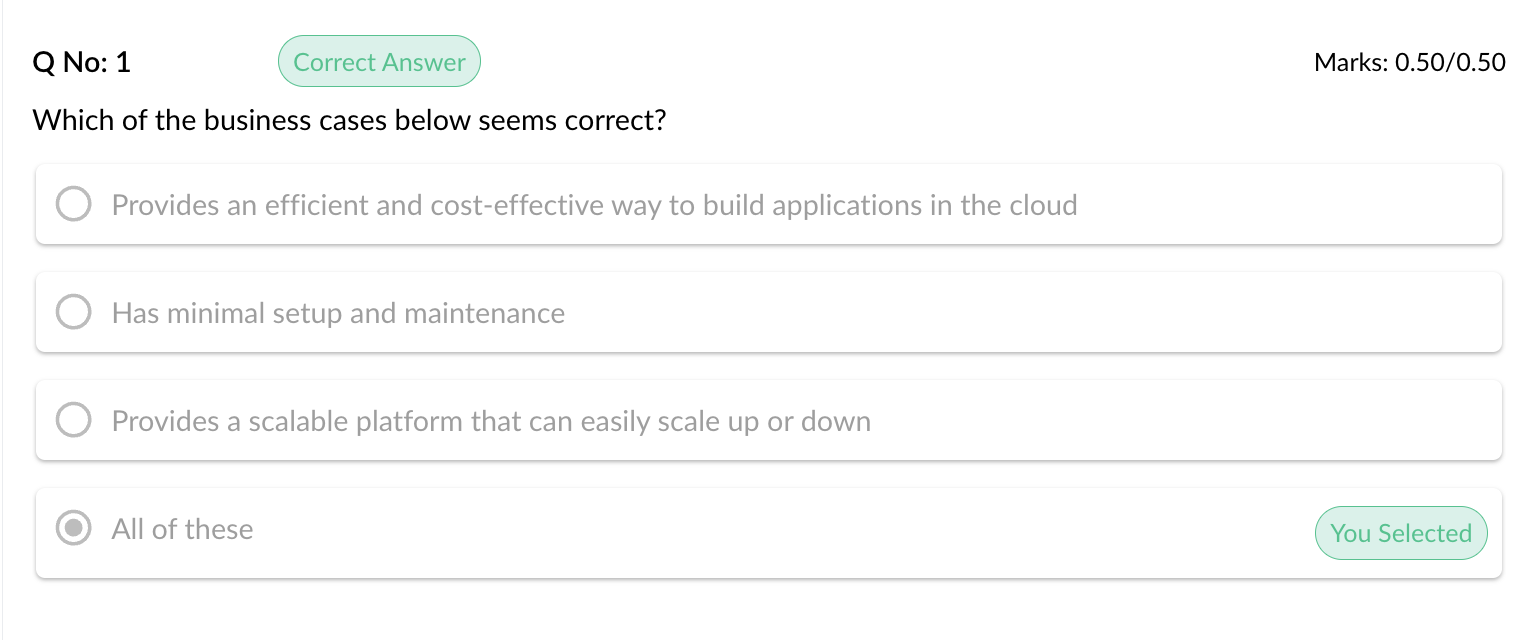 Q No: 1 Correct Answer Marks: 0.50/0.50
Which of the business cases below seems correct?
Provides an efficient and cost-effective way to build applications in the cloud
Has minimal setup and maintenance
Provides a scalable platform that can easily scale up or down
All of these You Selected